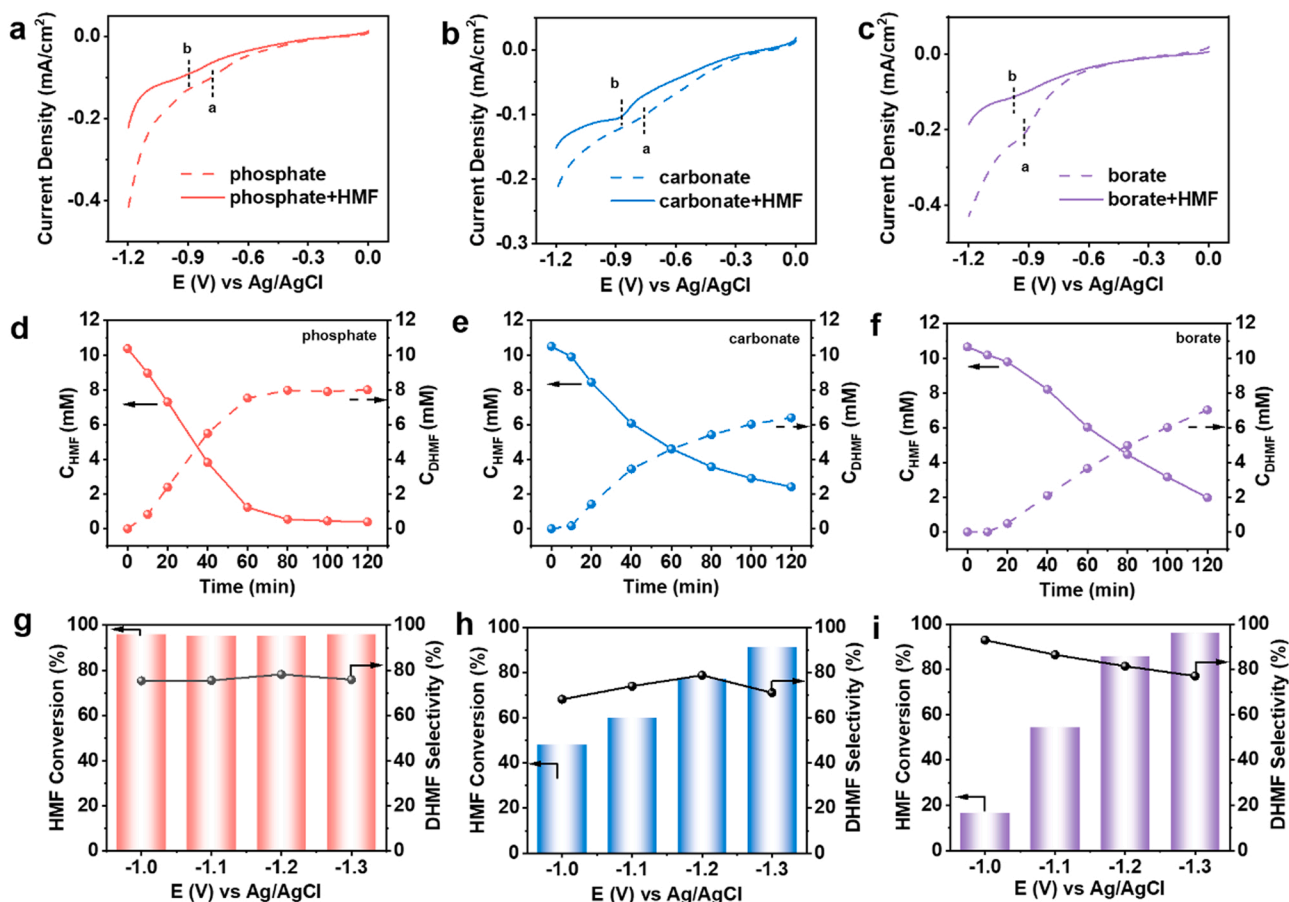 a
0.0
-0.2
-0.4
Current Density (mA/cm²)
b
a
phosphate
phosphate+HMF
-1.2 -0.9 -0.6 -0.3 0.0
E (V) vs Ag/AgCl
b
0.0
-0.1
-0.2
-0.3
Current Density (mA/cm²)
b
a
carbonate
carbonate+HMF
-1.2 -0.9 -0.6 -0.3 0.0
E (V) vs Ag/AgCl
c
0.0
-0.2
-0.4
Current Density (mA/cm²)
b
a
borate
borate+HMF
-1.2 -0.9 -0.6 -0.3 0.0
E (V) vs Ag/AgCl
d
phosphate
12
10
8
6
4
2
0
C_HMF (mM)
12
10
8
6
4
2
0
C_DHMF (mM)
0 20 40 60 80 100 120
Time (min)
e
carbonate
12
10
8
6
4
2
0
C_HMF (mM)
12
10
8
6
4
2
0
C_DHMF (mM)
0 20 40 60 80 100 120
Time (min)
f
borate
12
10
8
6
4
2
0
C_HMF (mM)
12
10
8
6
4
2
0
C_DHMF (mM)
0 20 40 60 80 100 120
Time (min)
g
100
80
60
40
20
0
HMF Conversion (%)
100
80
60
40
20
0
DHMF Selectivity (%)
-1.0 -1.1 -1.2 -1.3
E (V) vs Ag/AgCl
h
100
80
60
40
20
0
HMF Conversion (%)
100
80
60
40
20
0
DHMF Selectivity (%)
-1.0 -1.1 -1.2 -1.3
E (V) vs Ag/AgCl
i
100
80
60
40
20
0
HMF Conversion (%)
100
80
60
40
20
0
DHMF Selectivity (%)
-1.0 -1.1 -1.2 -1.3
E (V) vs Ag/AgCl